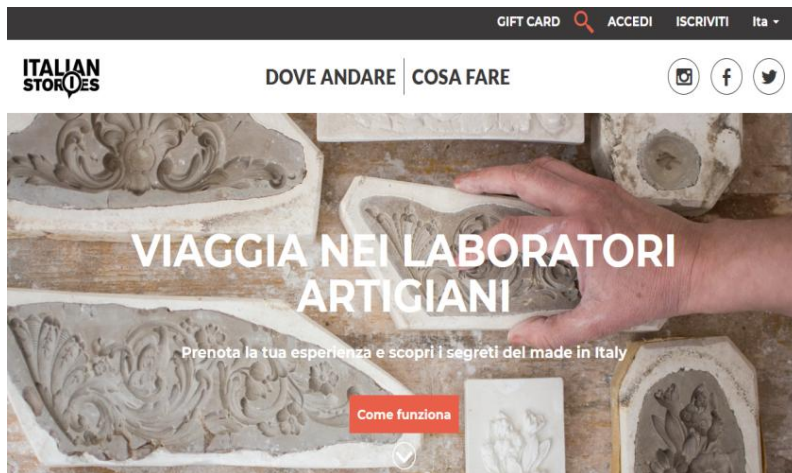 GIFT CARD ACCEDI ISCRIVITI Ita
ITALIAN
STORIES
DOVE ANDARE COSA FARE
VIAGGIA NEI LABORATORI
ARTIGIANI
Prenota la tua esperienza e scopri i segreti del made in Italy
Come funziona